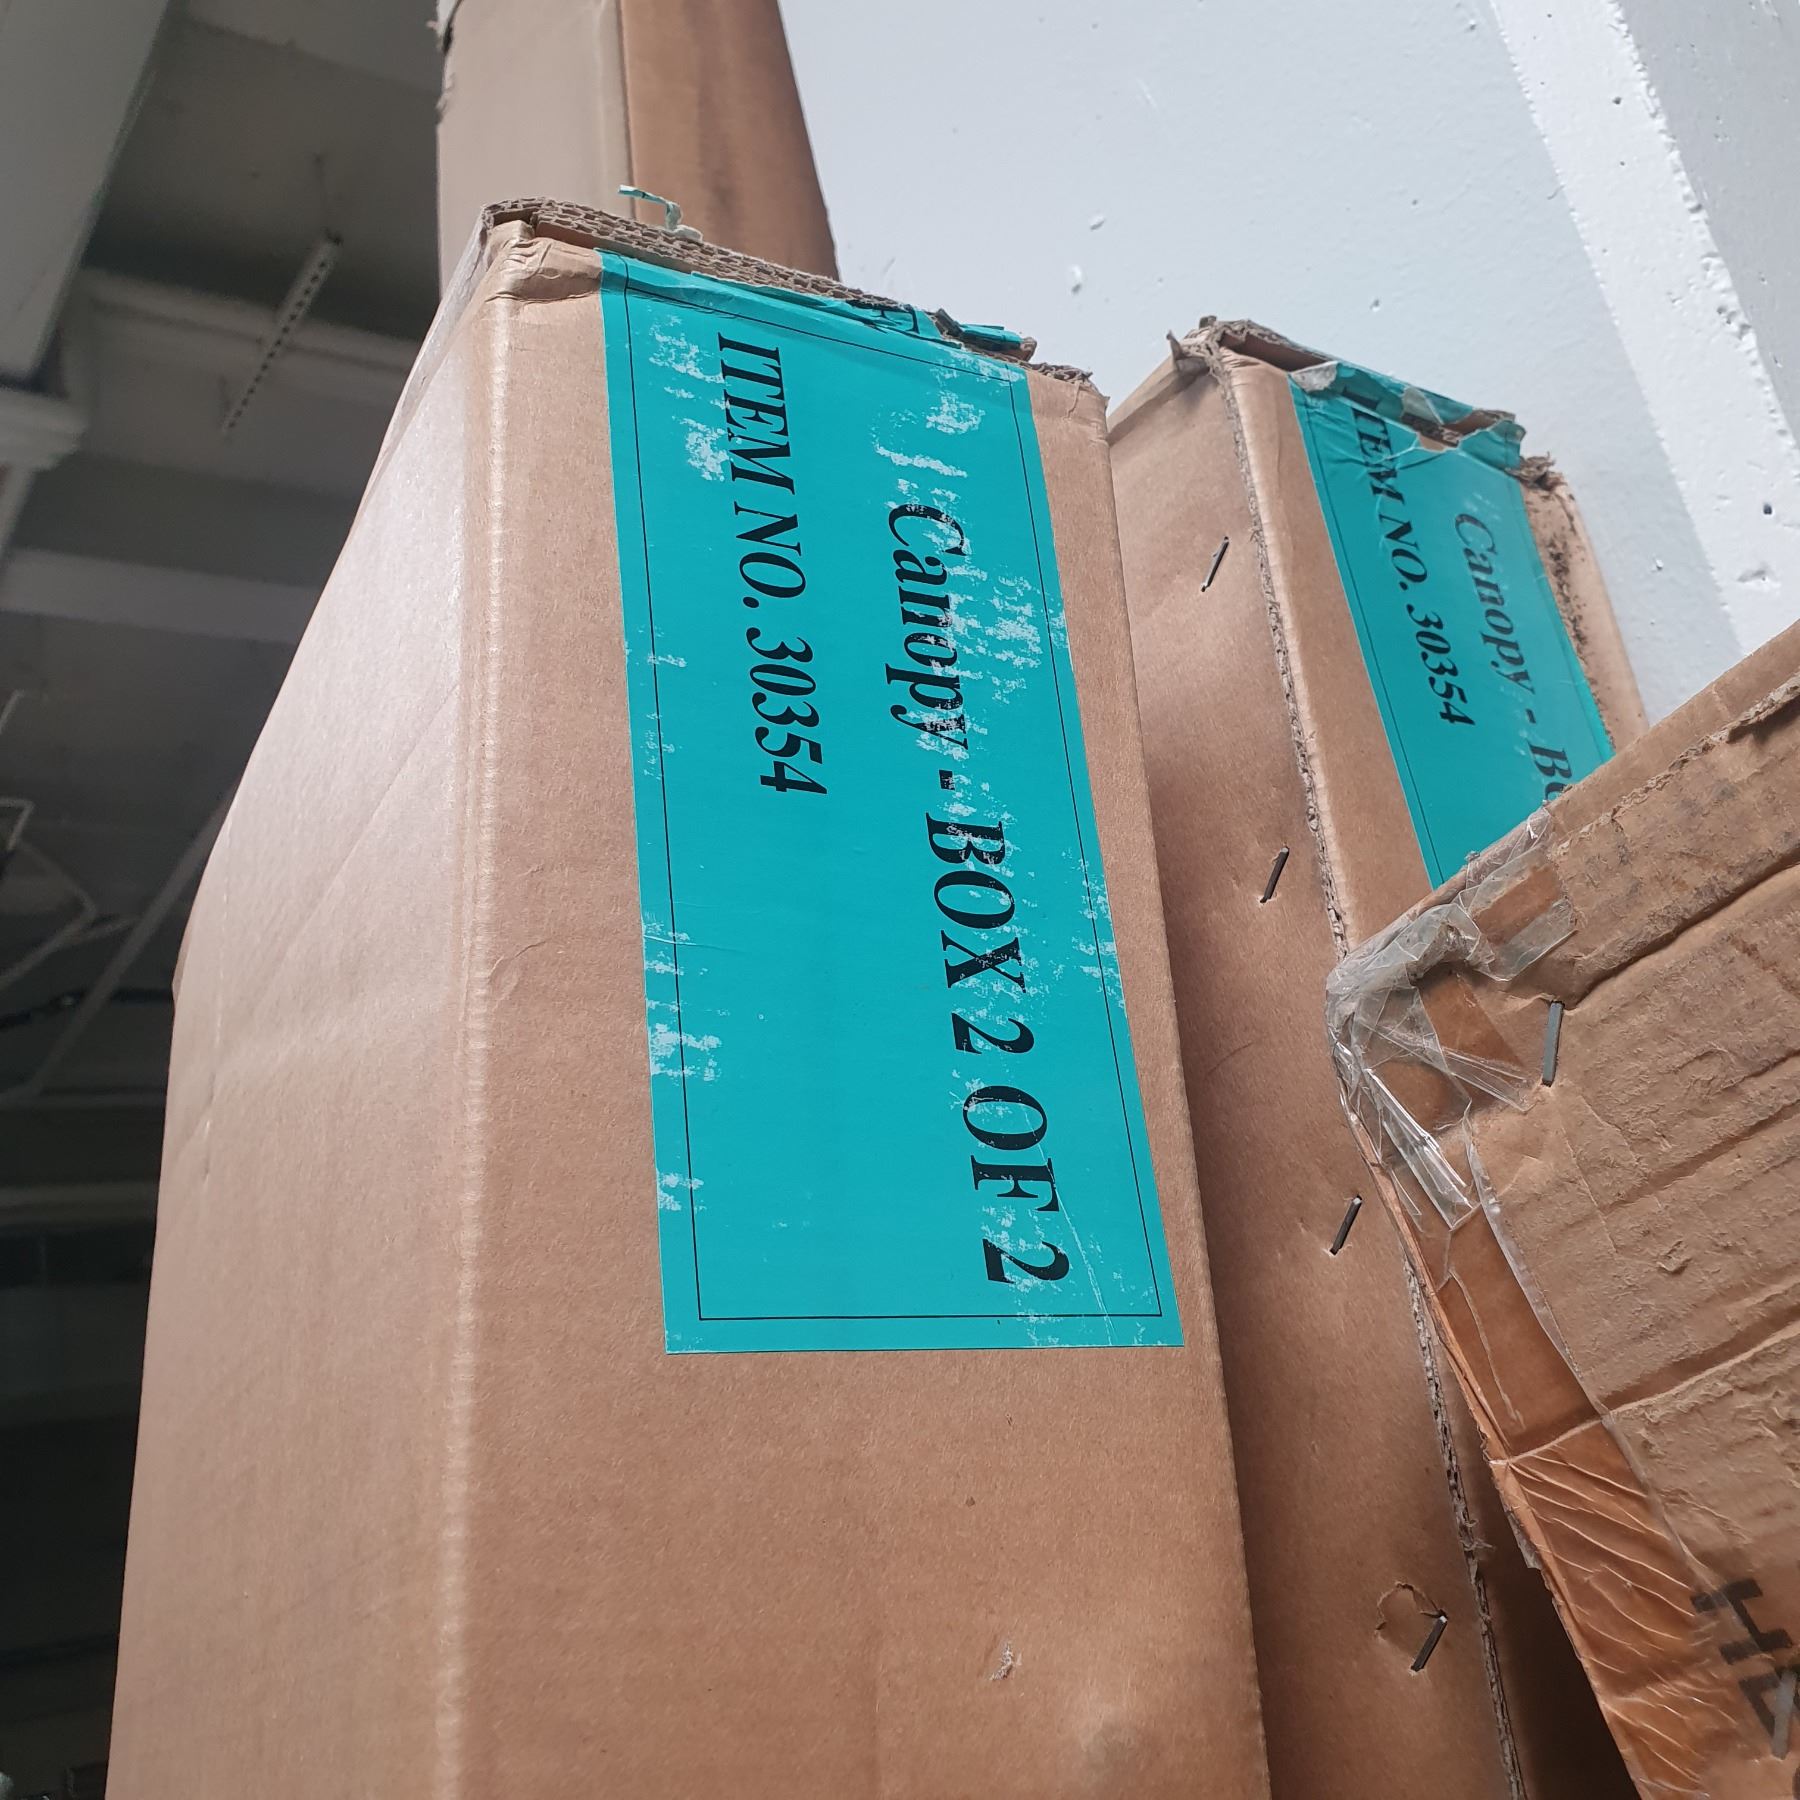 Canopy - BOX 2 OF 2
ITEM NO. 30354
Canopy -
ITEM NO. 30354